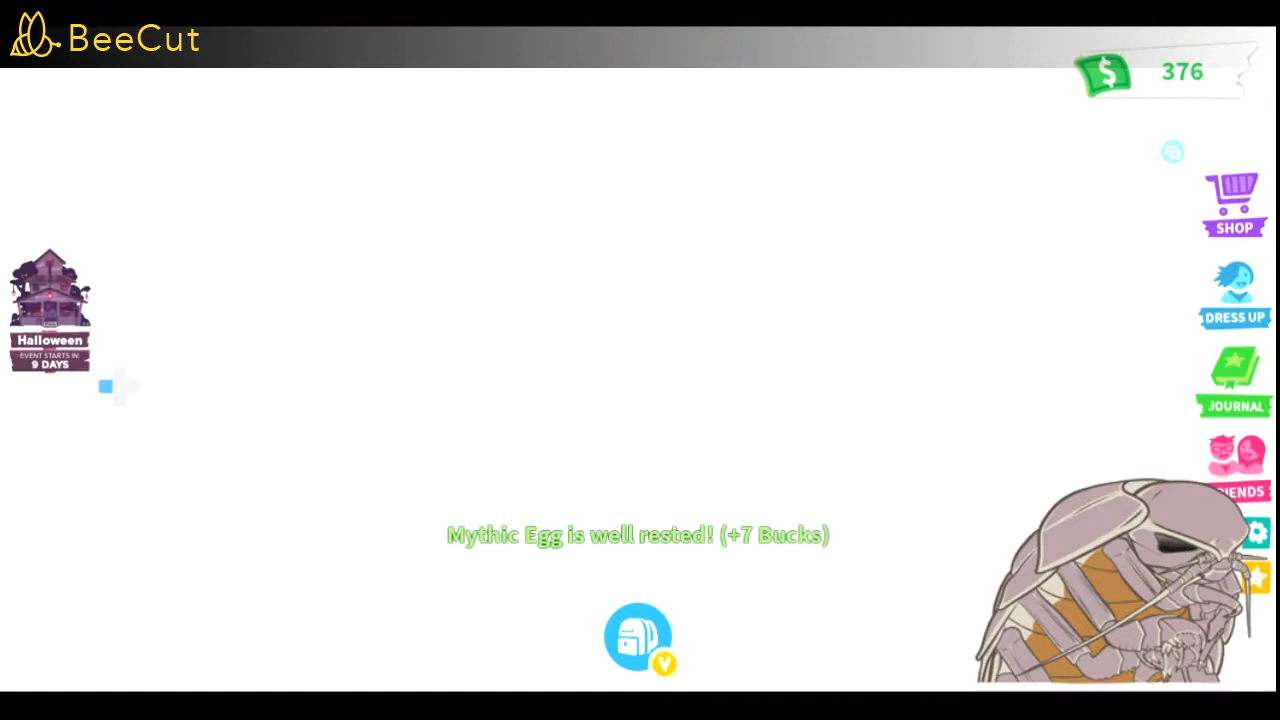 BeeCut
376
SHOP
Halloween
EVENT STARTS IN:
9 DAYS
DRESS UP
JOURNAL
Mythic Egg is well rested! (+7 Bucks)
V